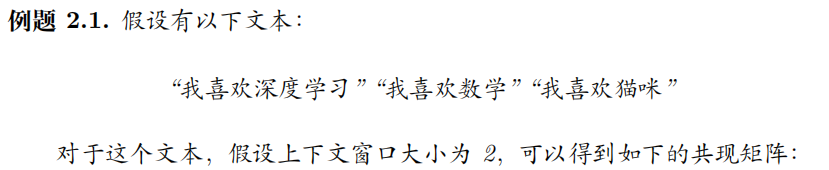 例题 2.1. 假设有以下文本：
“我喜欢深度学习”“我喜欢数学”“我喜欢猫咪”
对于这个文本，假设上下文窗口大小为 2，可以得到如下的共现矩阵：